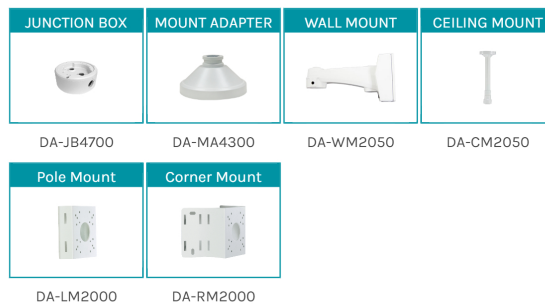 JUNCTION BOX
MOUNT ADAPTER
WALL MOUNT
CEILING MOUNT
DA-JB4700
DA-MA4300
DA-WM2050
DA-CM2050
Pole Mount
Corner Mount
DA-LM2000
DA-RM2000